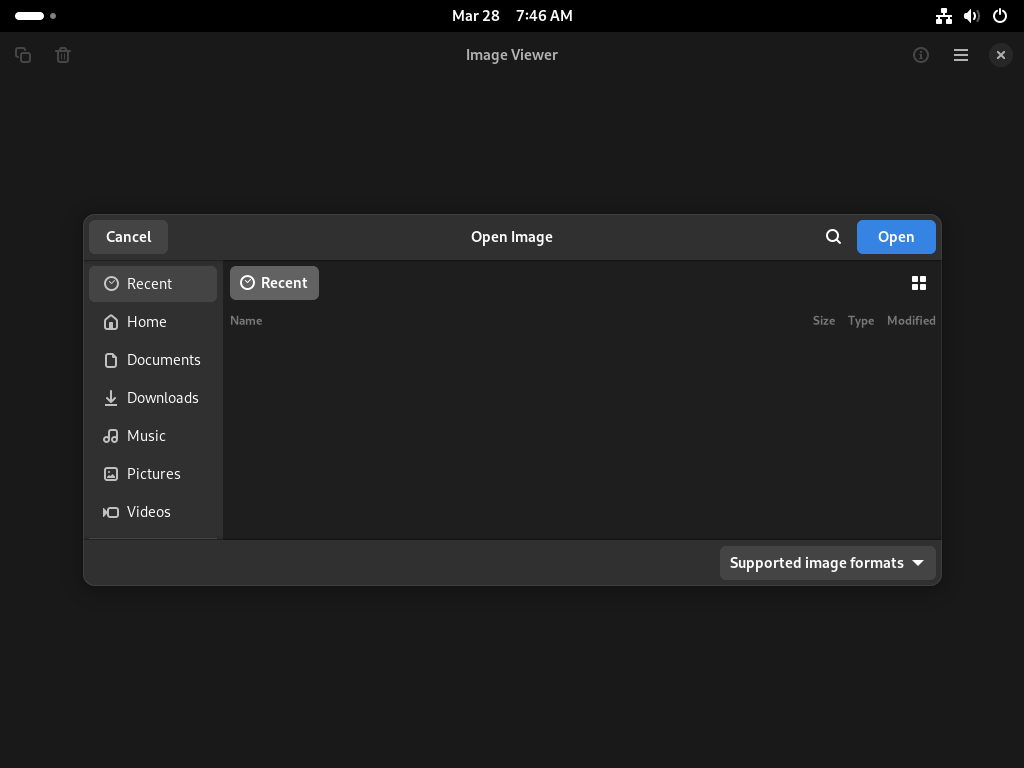 Mar 28 7:46 AM
Image Viewer
Cancel
Open Image
Open
Recent
Home
Documents
Downloads
Music
Pictures
Videos
Recent
Name Size Type Modified
Supported image formats